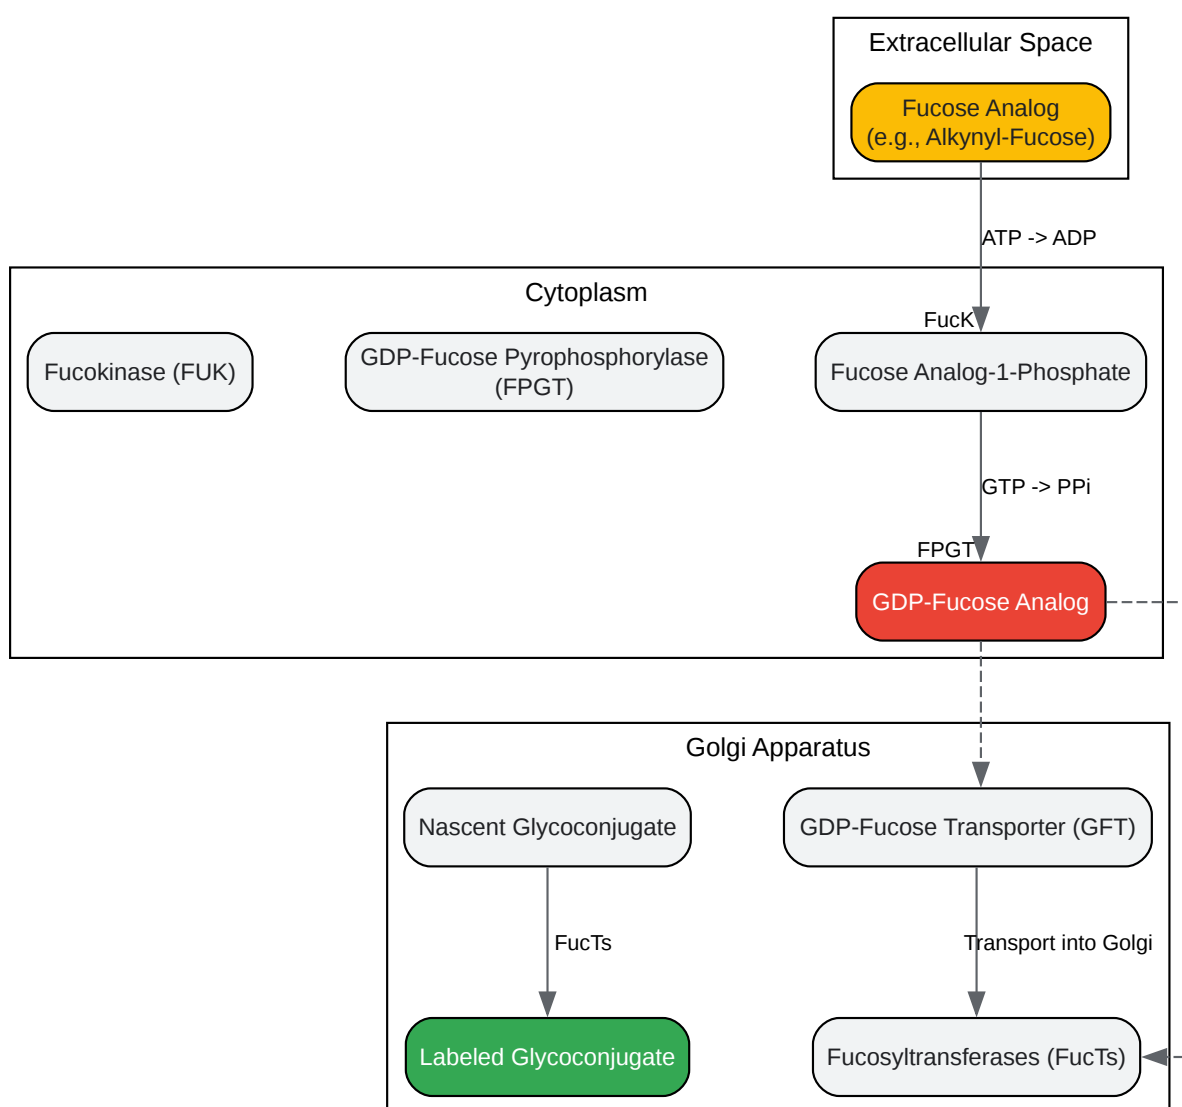 Extracellular Space
Fucose Analog
(e.g., Alkynyl-Fucose)
ATP -> ADP
Cytoplasm
FucK
Fucokinase (FUK)
GDP-Fucose Pyrophosphorylase
(FPGT)
Fucose Analog-1-Phosphate
GTP -> PPi
FPGT
GDP-Fucose Analog
Golgi Apparatus
Nascent Glycoconjugate
GDP-Fucose Transporter (GFT)
FucTs
Transport into Golgi
Labeled Glycoconjugate
Fucosyltransferases (FucTs)